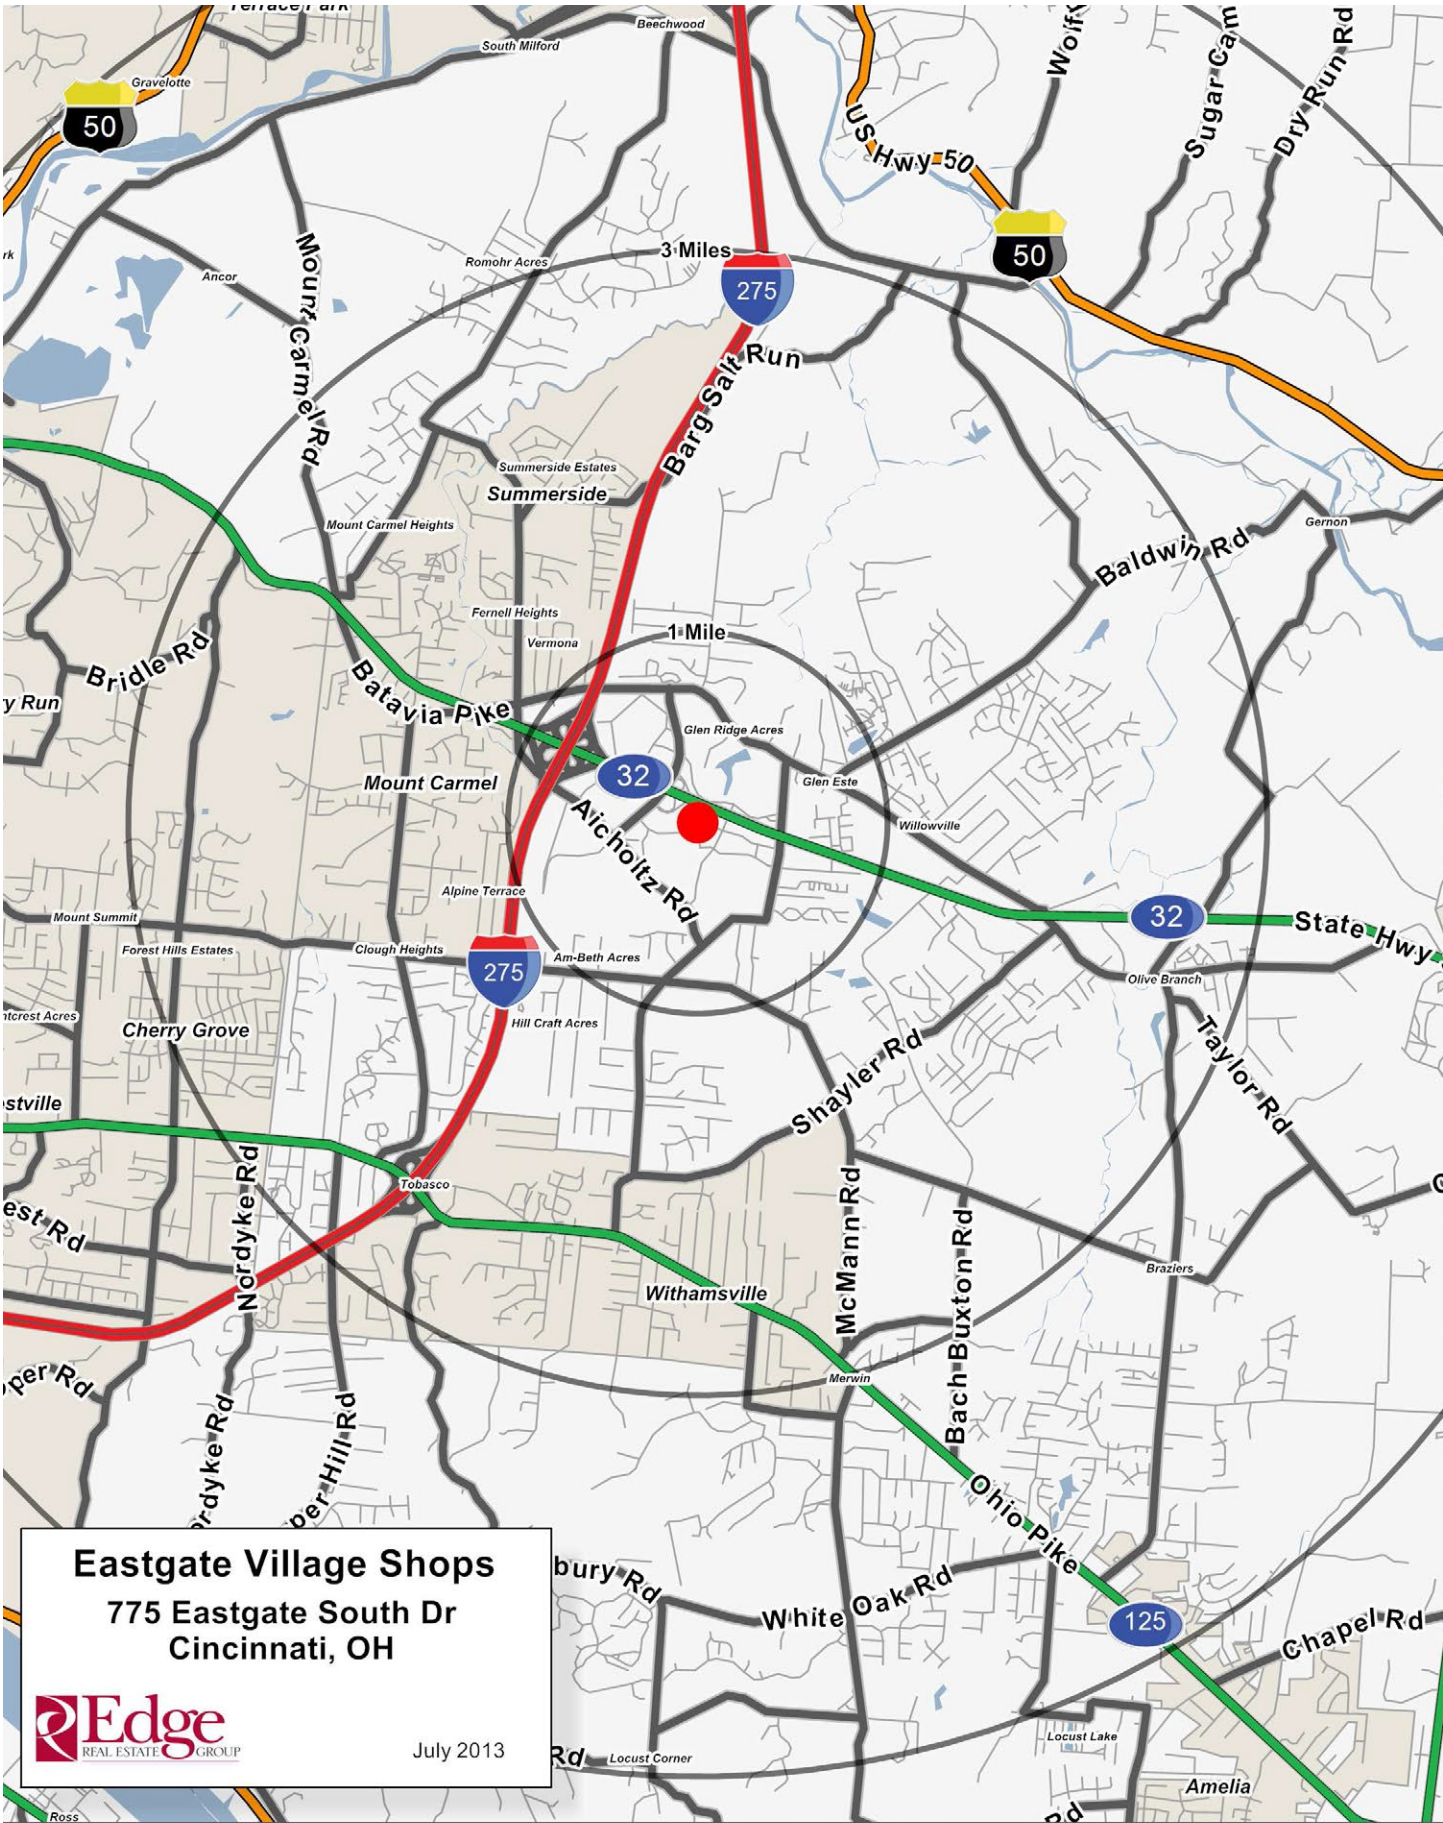 Terrace Park
Beechwood
South Milford
Gravelotte
50
Wolf
Sugar Cam
Dry Run Rd
US Hwy 50
50
3 Miles
275
Romohr Acres
Ancor
rk
Mount Carmel Rd
Barg Salt Run
Summerside Estates
Summerside
Mount Carmel Heights
Gernon
Baldwin Rd
Fernell Heights
Vermona
1 Mile
Bridle Rd
ry Run
Batavia Pike
Glen Ridge Acres
32
Mount Carmel
Glen Este
Aicholtz Rd
Willowville
Alpine Terrace
Mount Summit
32
State Hwy
Forest Hills Estates
Clough Heights
Am-Beth Acres
275
Olive Branch
ntcrest Acres
Cherry Grove
Hill Craft Acres
Shayler Rd
Taylor Rd
estville
Tobasco
Nordyke Rd
est Rd
McMann Rd
Bach Buxton Rd
Braziers
Withamsville
Merwin
per Rd
ordyke Rd
per Hill Rd
Ohio Pike
Eastgate Village Shops
775 Eastgate South Dr
Cincinnati, OH
Edge
REAL ESTATE GROUP
July 2013
bury Rd
White Oak Rd
125
Chapel Rd
Rd
Locust Corner
Locust Lake
Amelia
Rd
Ross